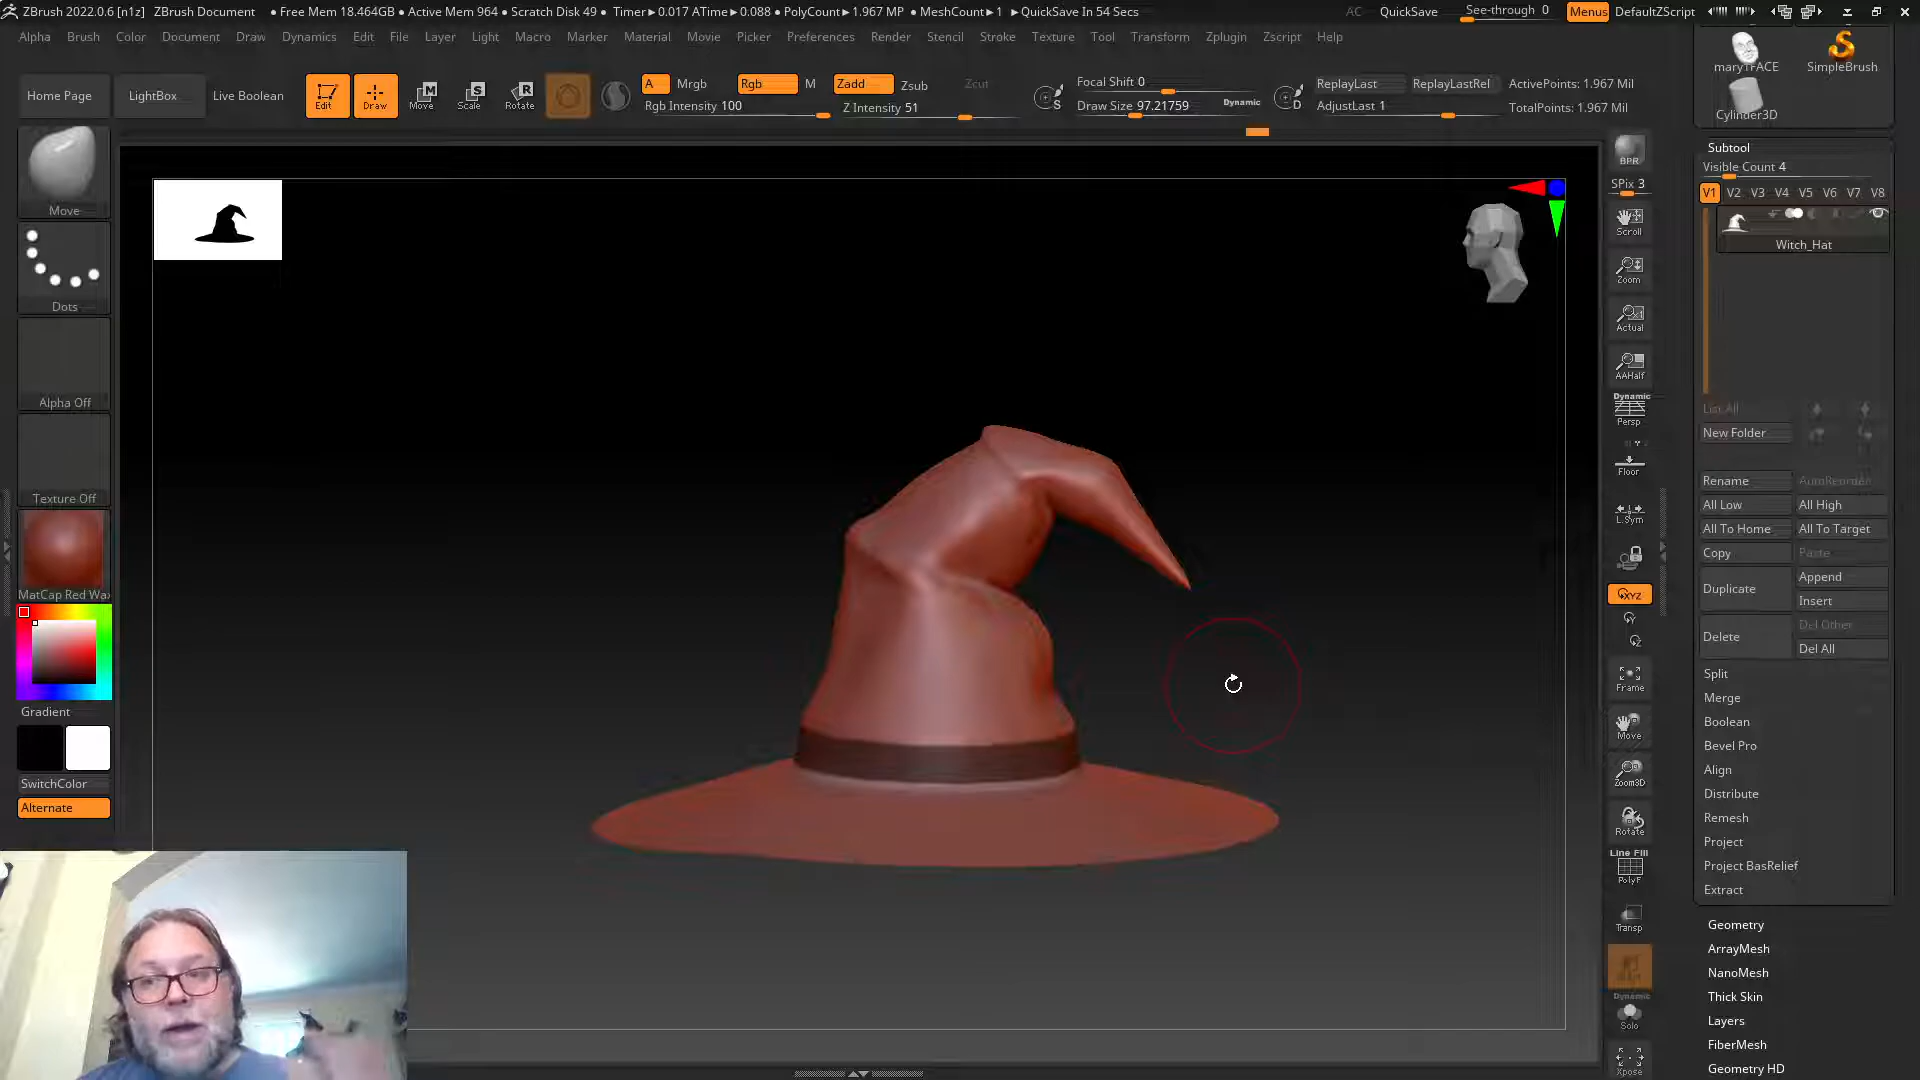 ZBrush 2022.0.6 [n1z] ZBrush Document ● Free Mem 18.464GB ● Active Mem 964 ● Scratch Disk 49 ● Timer►0.017 ATime►0.088 ● PolyCount►1.967 MP ● MeshCount►1 ►QuickSave In 54 Secs AC QuickSave See-through 0 Menus DefaultZScript
Alpha Brush Color Document Draw Dynamics Edit File Layer Light Macro Marker Material Movie Picker Preferences Render Stencil Stroke Texture Tool Transform Zplugin Zscript Help
Home Page LightBox Live Boolean
Edit Draw Move Scale Rotate
A Mrgb Rgb M Zadd Zsub Zcut
Rgb Intensity 100 Z Intensity 51
Focal Shift 0
Draw Size 97.21759 Dynamic
S D
ReplayLast ReplayLastRel ActivePoints: 1.967 Mil
AdjustLast 1 TotalPoints: 1.967 Mil
Move
Dots
Alpha Off
Texture Off
MatCap Red Wax
Gradient
SwitchColor
Alternate
BPR
SPix 3
Scroll
Zoom
Actual
AAHalf
Dynamic
Persp
Floor
L.Sym
XYZ
Y
Z
Frame
Move
Zoom3D
Rotate
Line Fill
PolyF
Transp
Dynamic
Solo
Xpose
SimpleBrush
Cylinder3D
Subtool
Visible Count 4
V1 V2 V3 V4 V5 V6 V7 V8
Witch_Hat
List All
New Folder
Rename AutoReorder
All Low All High
All To Home All To Target
Copy Paste
Duplicate Append
Insert
Delete Del Other
Del All
Split
Merge
Boolean
Bevel Pro
Align
Distribute
Remesh
Project
Project BasRelief
Extract
Geometry
ArrayMesh
NanoMesh
Thick Skin
Layers
FiberMesh
Geometry HD